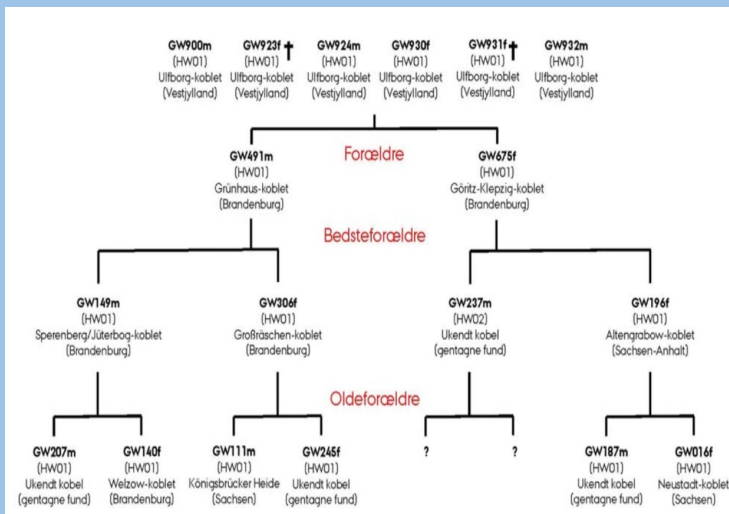 GW900m GW923f GW924m GW930f GW931f GW932m
(HW01) (HW01) (HW01) (HW01) (HW01) (HW01)
Ulfborg-koblet Ulfborg-koblet Ulfborg-koblet Ulfborg-koblet Ulfborg-koblet Ulfborg-koblet
(Vestjylland) (Vestjylland) (Vestjylland) (Vestjylland) (Vestjylland) (Vestjylland)
Forældre
GW491m GW675f
(HW01) (HW01)
Grünhaus-koblet Göritz-Klepzig-koblet
(Brandenburg) (Brandenburg)
Bedsteforældre
GW149m GW306f GW237m GW196f
(HW01) (HW01) (HW02) (HW01)
Sperenberg/Jüterbog-koblet Großräschen-koblet Ukendt kobel Altengrabow-koblet
(Brandenburg) (Brandenburg) (gentagne fund) (Sachsen-Anhalt)
Oldeforældre
GW207m GW140f GW111m GW245f ? ? GW187m GW016f
(HW01) (HW01) (HW01) (HW01) (HW01) (HW01)
Ukendt kobel Welzow-koblet Königsbrücker Heide Ukendt kobel Ukendt kobel Neustadt-koblet
(gentagne fund) (Brandenburg) (Sachsen) (gentagne fund) (gentagne fund) (Sachsen)